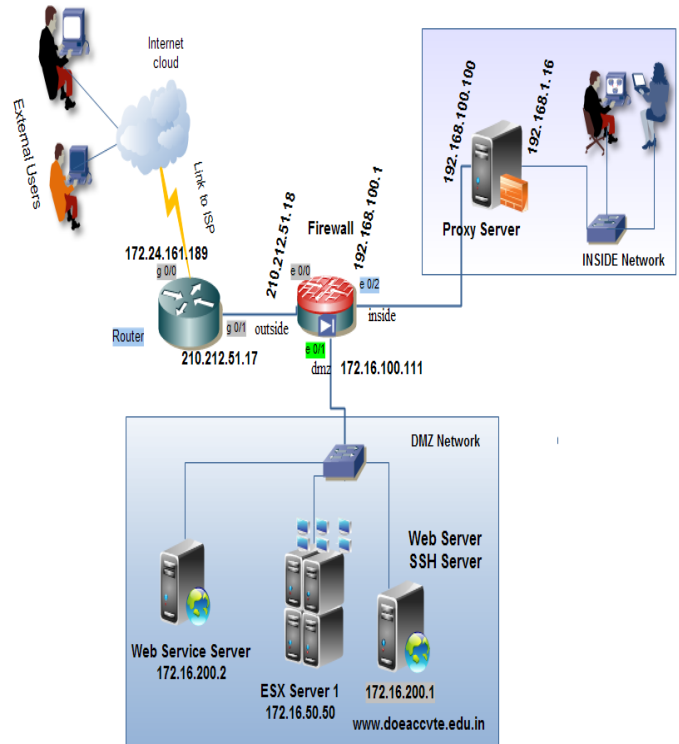 Internet
cloud
External Users
Link to ISP
172.24.161.189
g 0/0
Router
g 0/1
210.212.51.17
outside
210.212.51.18
Firewall
192.168.100.1
e 0/0
e 0/2
inside
e 0/1
dmz
172.16.100.111
192.168.100.100
192.168.1.16
Proxy Server
INSIDE Network
DMZ Network
Web Service Server
172.16.200.2
ESX Server 1
172.16.50.50
Web Server
SSH Server
172.16.200.1
www.doeaccvte.edu.in